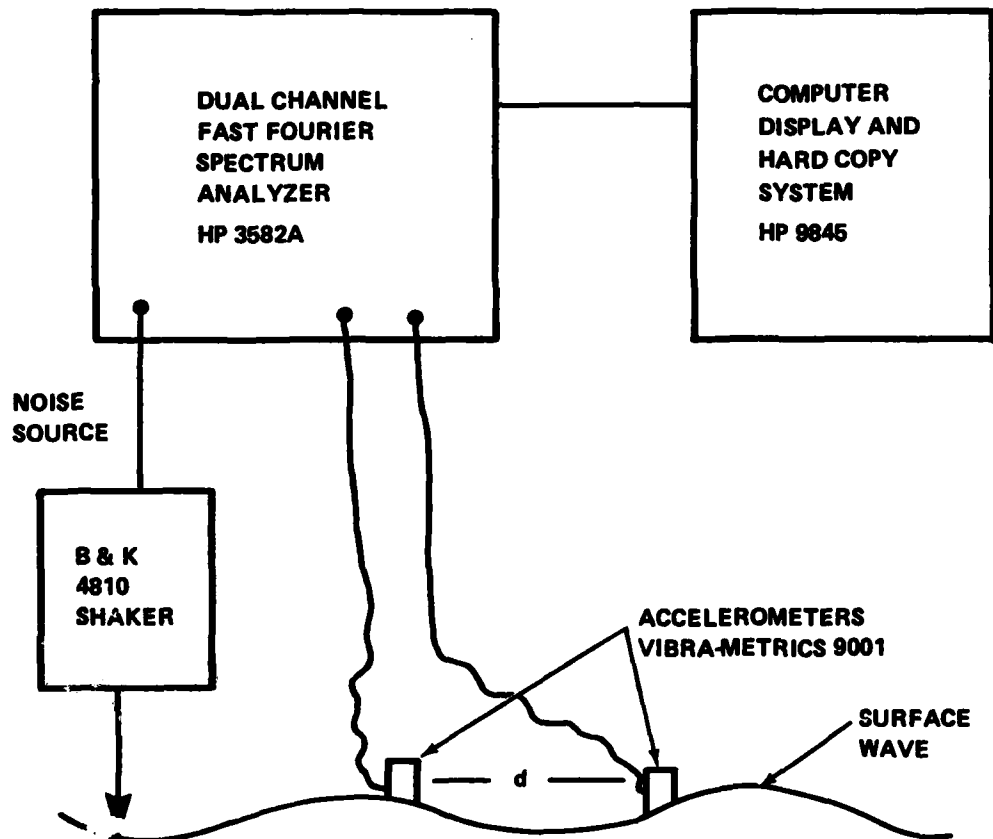 DUAL CHANNEL
FAST FOURIER
SPECTRUM
ANALYZER
HP 3582A
COMPUTER
DISPLAY AND
HARD COPY
SYSTEM
HP 9845
NOISE
SOURCE
B & K
4810
SHAKER
ACCELEROMETERS
VIBRA-METRICS 9001
SURFACE
WAVE
d